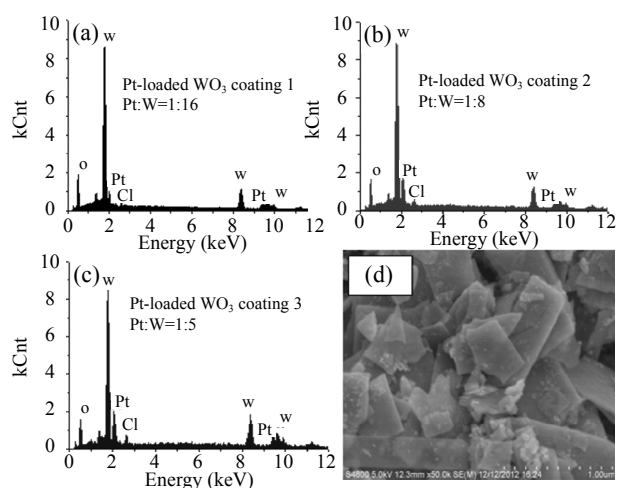 (a)
10
8
6
4
2
0
kCnt
W
Pt-loaded WO₃ coating 1
Pt:W=1:16
O
Pt
Cl
W
Pt
W
0 2 4 6 8 10 12
Energy (keV)
(b)
10
8
6
4
2
0
kCnt
W
Pt-loaded WO₃ coating 2
Pt:W=1:8
O
Pt
Cl
W
Pt
W
0 2 4 6 8 10 12
Energy (keV)
(c)
10
8
6
4
2
0
kCnt
W
Pt-loaded WO₃ coating 3
Pt:W=1:5
O
Pt
Cl
W
Pt
W
0 2 4 6 8 10 12
Energy (keV)
(d)
S4800 5.0kV 12.3mm x50.0k SE(M) 12/12/2012 16:24 1.00um